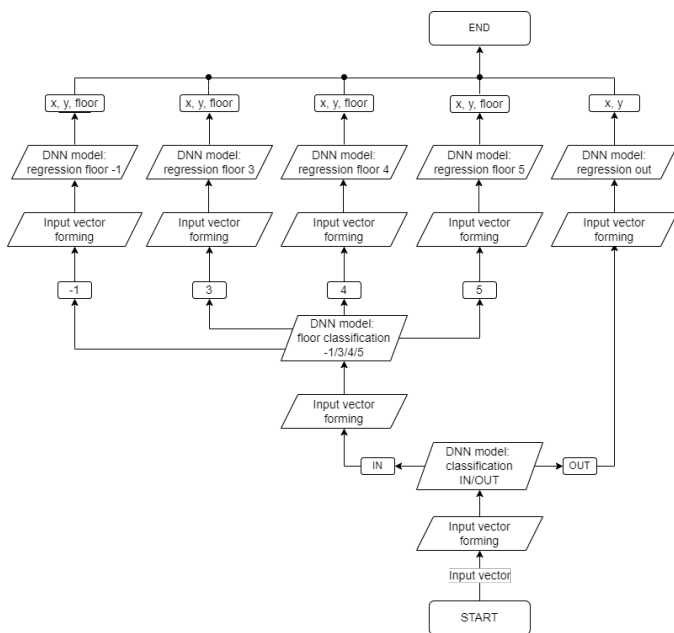 END
x, y, floor
x, y, floor
x, y, floor
x, y, floor
x, y
DNN model:
regression floor -1
DNN model:
regression floor 3
DNN model:
regression floor 4
DNN model:
regression floor 5
DNN model:
regression out
Input vector
forming
Input vector
forming
Input vector
forming
Input vector
forming
Input vector
forming
-1
3
4
5
DNN model:
floor classification
-1/3/4/5
Input vector
forming
IN
DNN model:
classification
IN/OUT
OUT
Input vector
forming
Input vector
START